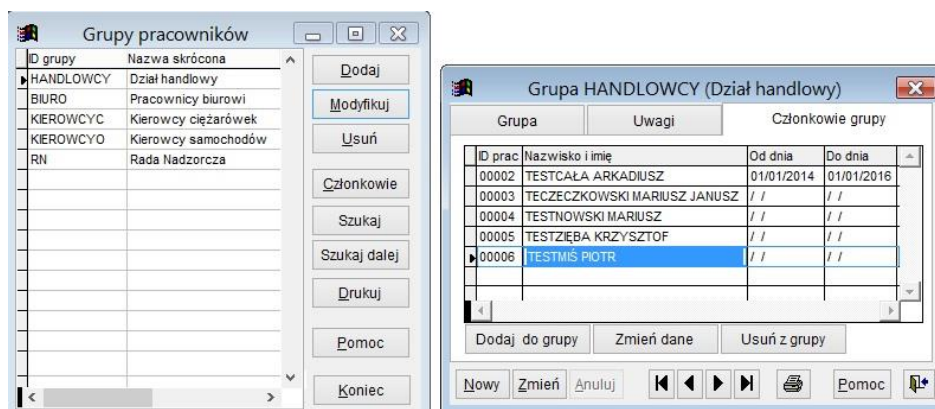 Grupy pracowników
ID grupy Nazwa skrócona
HANDLOWCY Dział handlowy
BIURO Pracownicy biurowi
KIEROWCYC Kierowcy ciężarówek
KIEROWCYO Kierowcy samochodów
RN Rada Nadzorcza
Dodaj
Modyfikuj
Usuń
Członkowie
Szukaj
Szukaj dalej
Drukuj
Pomoc
Koniec
Grupa HANDLOWCY (Dział handlowy)
Grupa Uwagi Członkowie grupy
ID prac Nazwisko i imię Od dnia Do dnia
00002 TESTCAŁA ARKADIUSZ 01/01/2014 01/01/2016
00003 TECZECZKOWSKI MARIUSZ JANUSZ / / / /
00004 TESTNOWSKI MARIUSZ / / / /
00005 TESTZIĘBA KRZYSZTOF / / / /
00006 TESTMIŚ PIOTR / / / /
Dodaj do grupy Zmień dane Usuń z grupy
Nowy Zmień Anuluj Pomoc